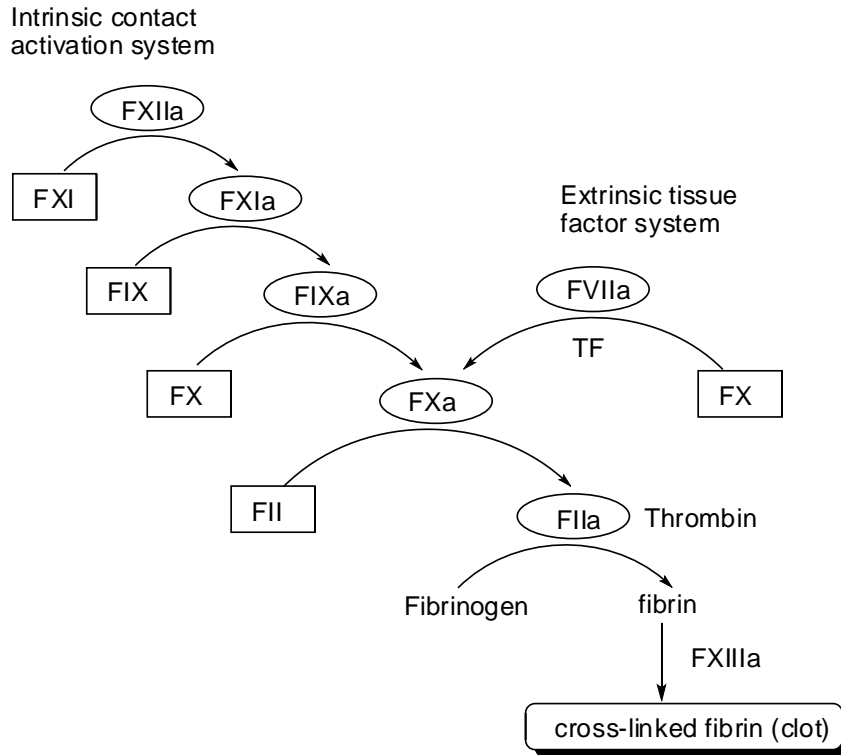 Intrinsic contact
activation system
FXIIa
FXI
FXIa
Extrinsic tissue
factor system
FIX
FIXa
FVIIa
TF
FX
FXa
FX
FII
FIIa
Thrombin
Fibrinogen
fibrin
FXIIIa
cross-linked fibrin (clot)